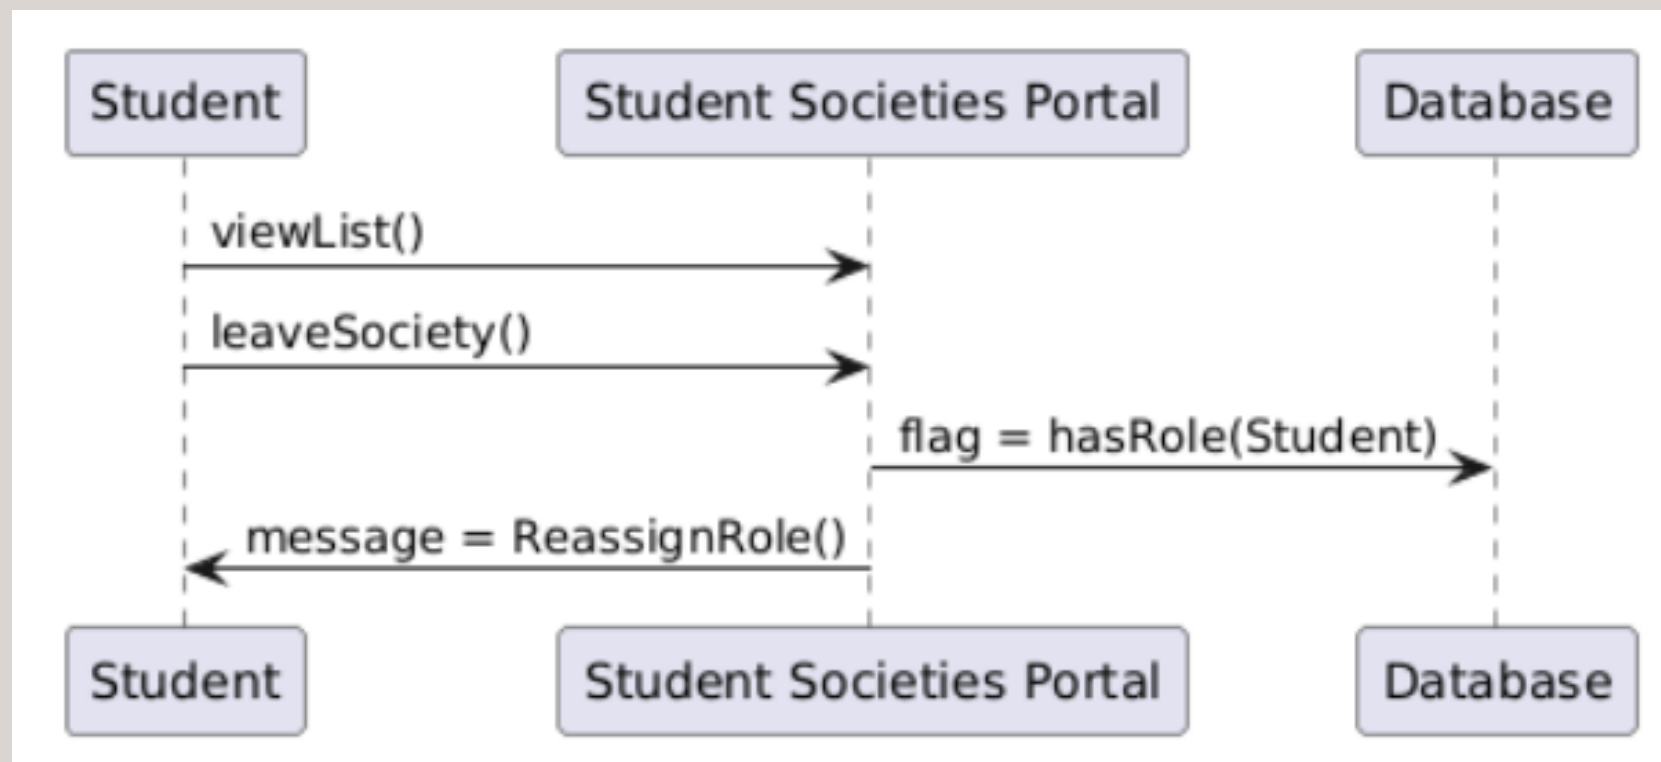 Student
Student Societies Portal
Database
viewList()
leaveSociety()
flag = hasRole(Student)
message = ReassignRole()
Student
Student Societies Portal
Database